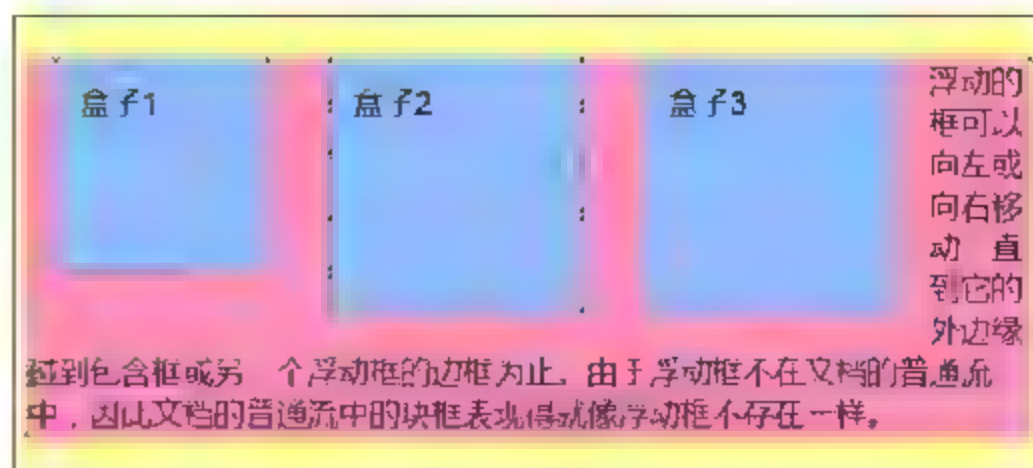 盒子1 盒子2 盒子3
浮动的
框可以
向左或
向右移
动 直
到它的
外边缘
碰到包含框或另 个浮动框的边框为止。由于浮动框不在文档的普通流
中，因此文档的普通流中的块框表现得就像浮动框不存在一样。